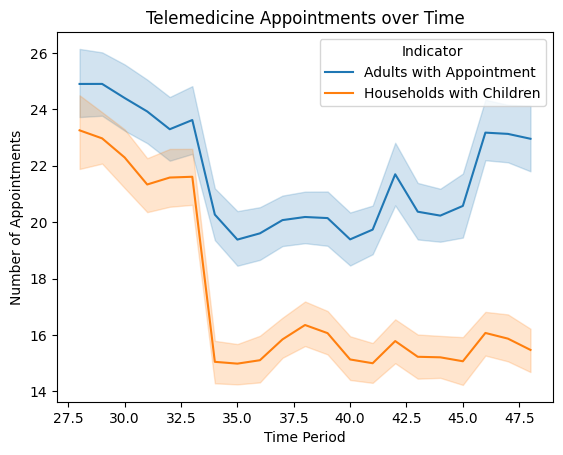 Telemedicine Appointments over Time
Indicator
Adults with Appointment
Households with Children
Number of Appointments
26
24
22
20
18
16
14
27.5 30.0 32.5 35.0 37.5 40.0 42.5 45.0 47.5
Time Period